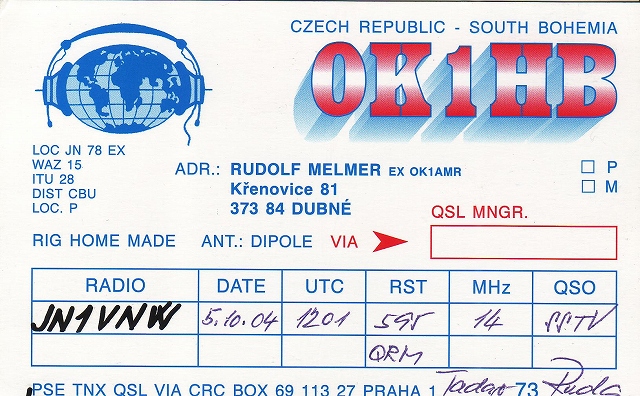 CZECH REPUBLIC - SOUTH BOHEMIA
OK1HB
LOC JN 78 EX
WAZ 15
ITU 28
DIST CBU
LOC. P
ADR.: RUDOLF MELMER EX OK1AMR
Křenovice 81
373 84 DUBNÉ
P
M
QSL MNGR.
RIG HOME MADE ANT.: DIPOLE VIA
RADIO DATE UTC RST MHz QSO
JN1VNW 5.10.04 1201 595 14 SSTV
QRM
PSE TNX QSL VIA CRC BOX 69 113 27 PRAHA 1 73 Ruda